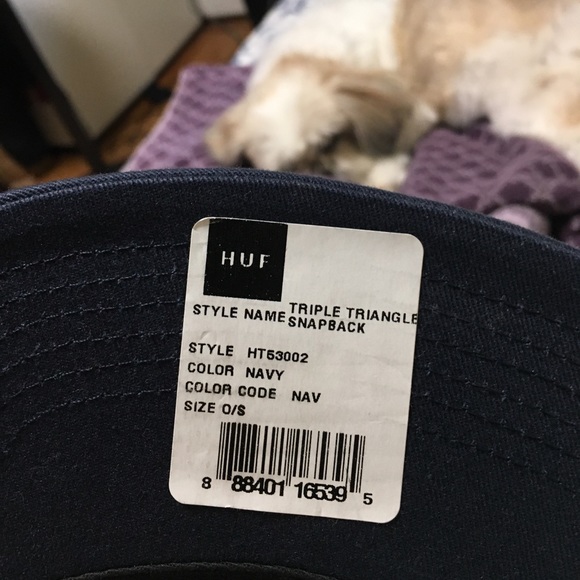 HUF
STYLE NAME TRIPLE TRIANGLE
SNAPBACK
STYLE HT53002
COLOR NAVY
COLOR CODE NAV
SIZE O/S
8 88401 16539 5